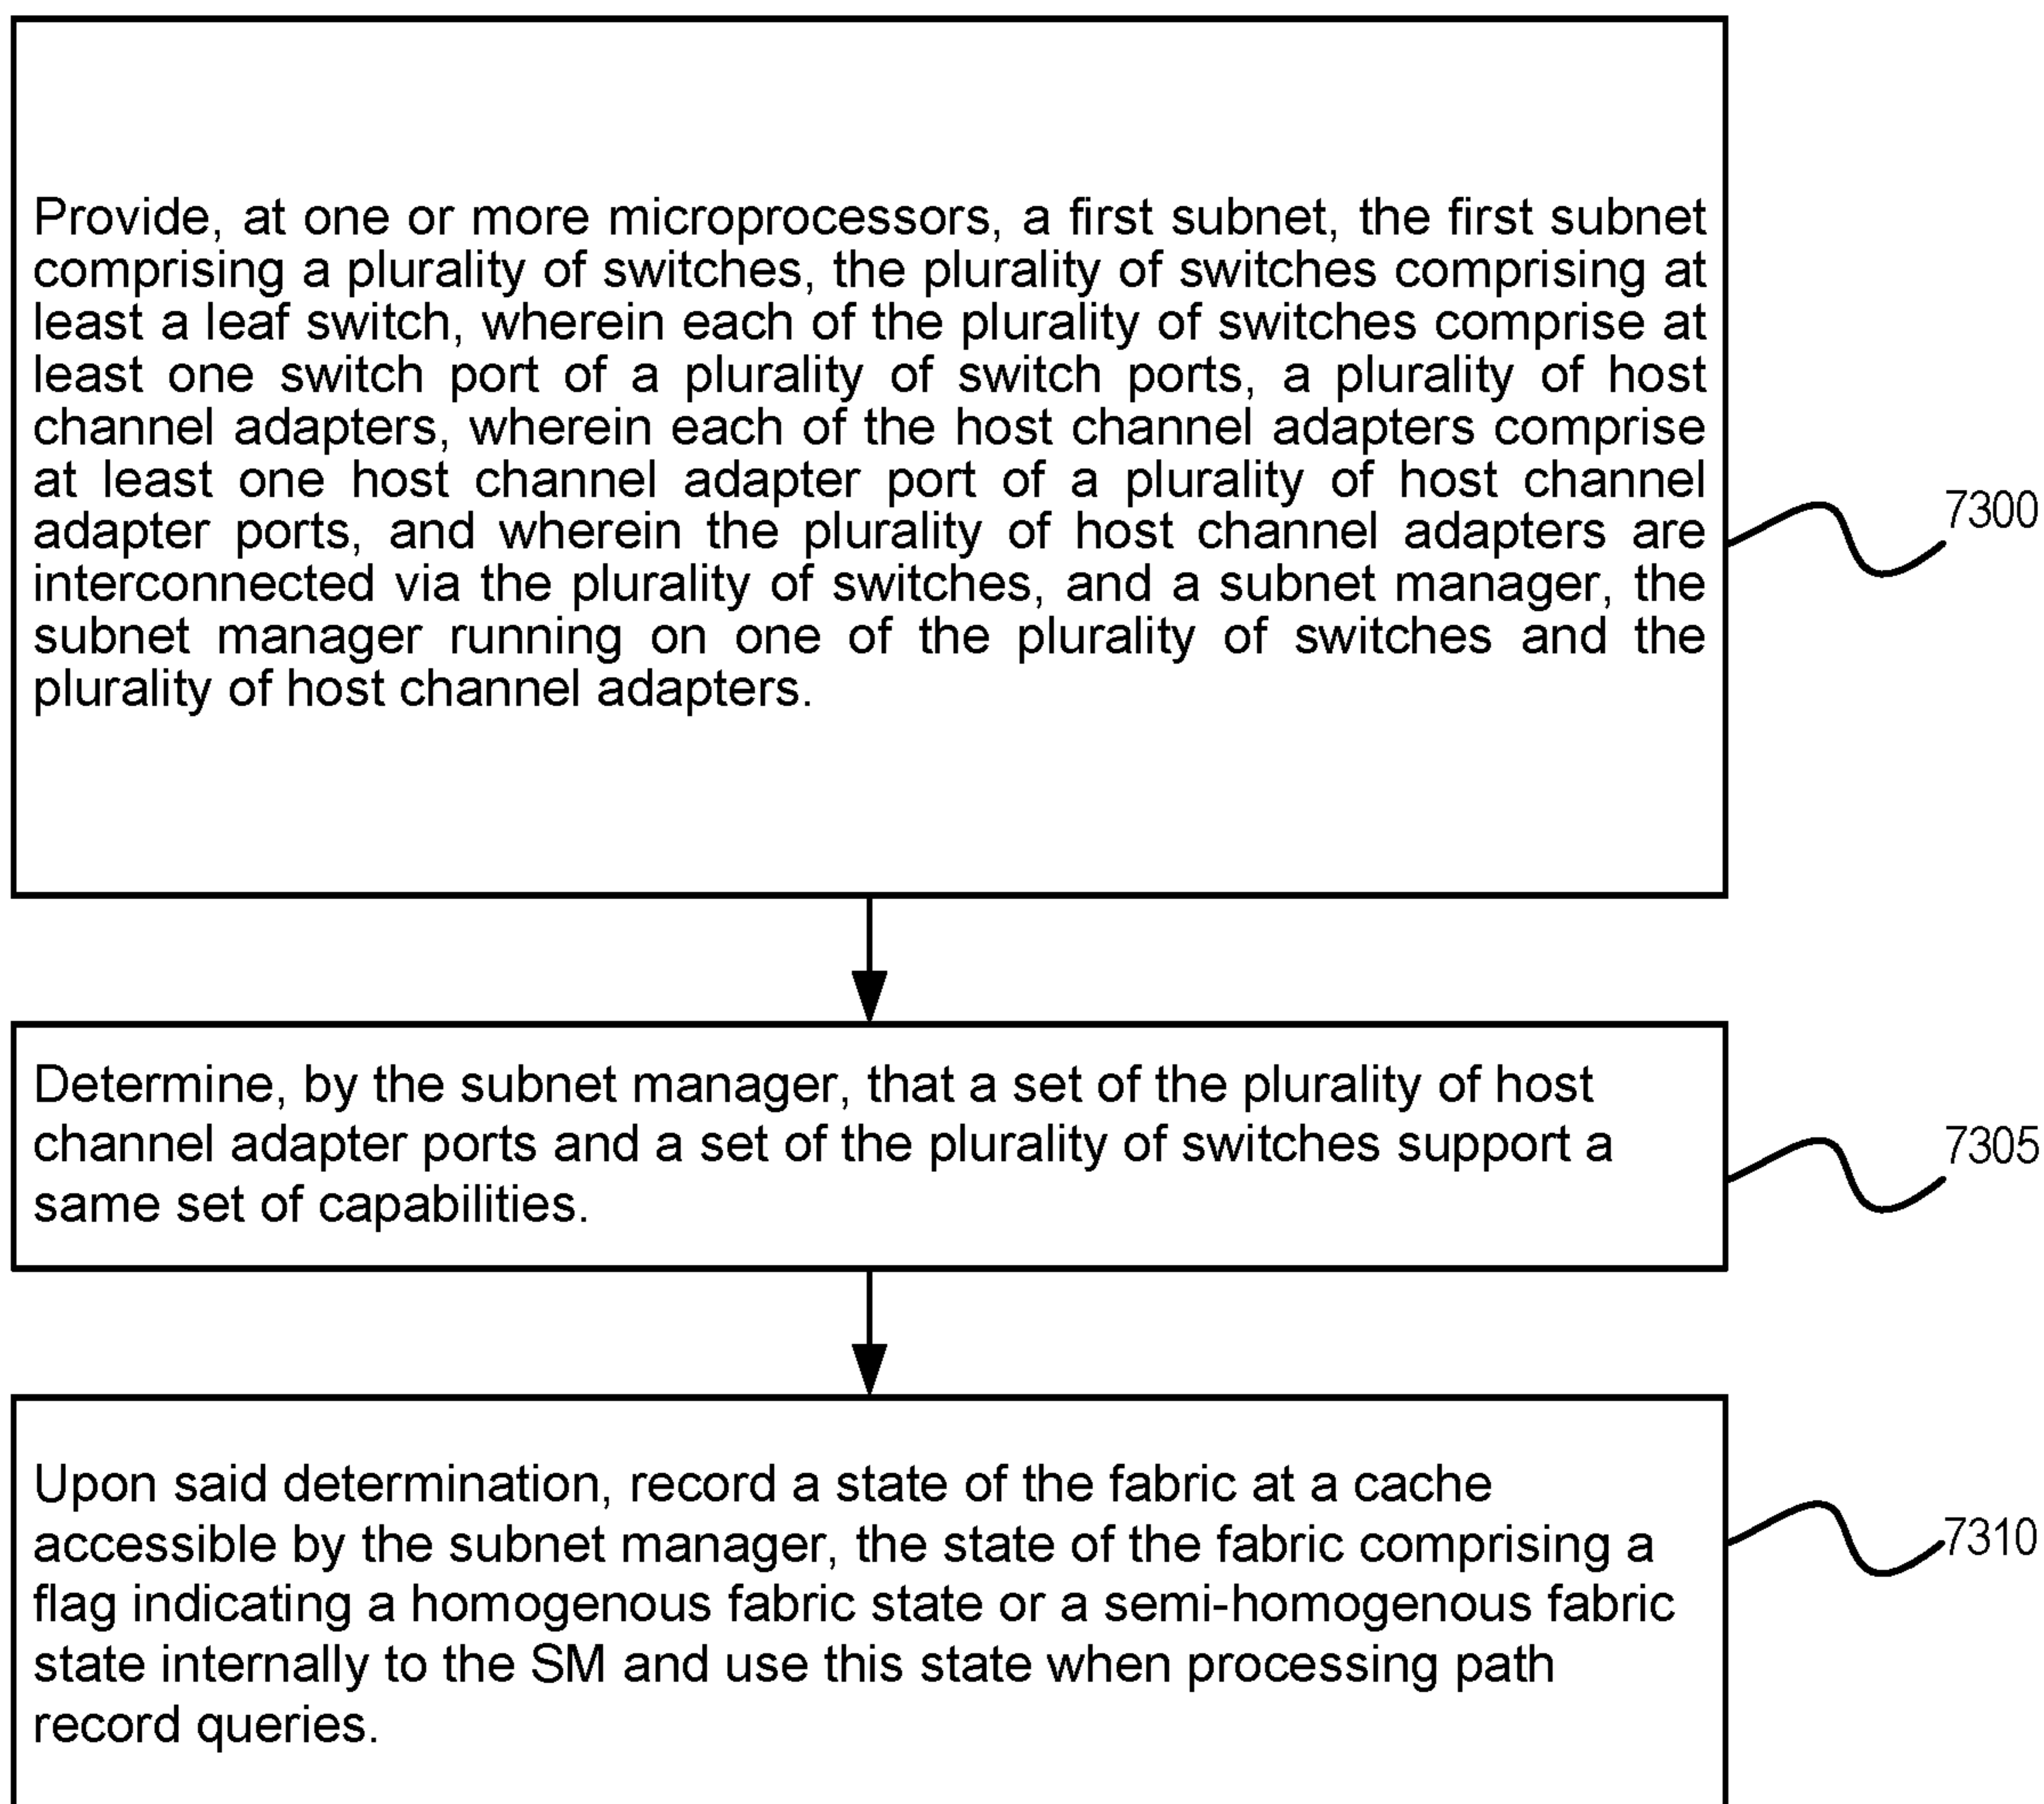 Provide, at one or more microprocessors, a first subnet, the first subnet
comprising a plurality of switches, the plurality of switches comprising at
least a leaf switch, wherein each of the plurality of switches comprise at
least one switch port of a plurality of switch ports, a plurality of host
channel adapters, wherein each of the host channel adapters comprise
at least one host channel adapter port of a plurality of host channel
adapter ports, and wherein the plurality of host channel adapters are
interconnected via the plurality of switches, and a subnet manager, the
subnet manager running on one of the plurality of switches and the
plurality of host channel adapters.
7300
Determine, by the subnet manager, that a set of the plurality of host
channel adapter ports and a set of the plurality of switches support a
same set of capabilities.
7305
Upon said determination, record a state of the fabric at a cache
accessible by the subnet manager, the state of the fabric comprising a
flag indicating a homogenous fabric state or a semi-homogenous fabric
state internally to the SM and use this state when processing path
record queries.
7310